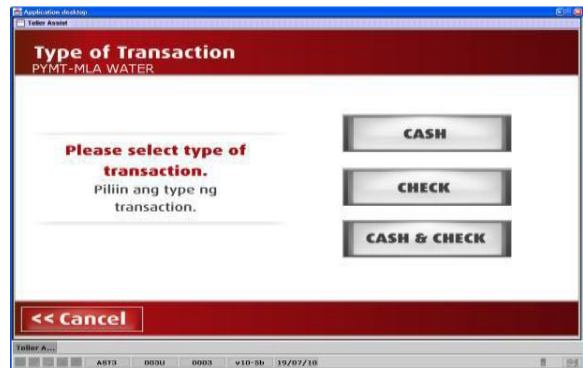 Application desktop
Teller Assist
Type of Transaction
PYMT-MLA WATER
Please select type of
transaction.
Piliin ang type ng
transaction.
CASH
CHECK
CASH & CHECK
<< Cancel
Teller A...
AST3 003U 0003 v10-5b 19/07/10